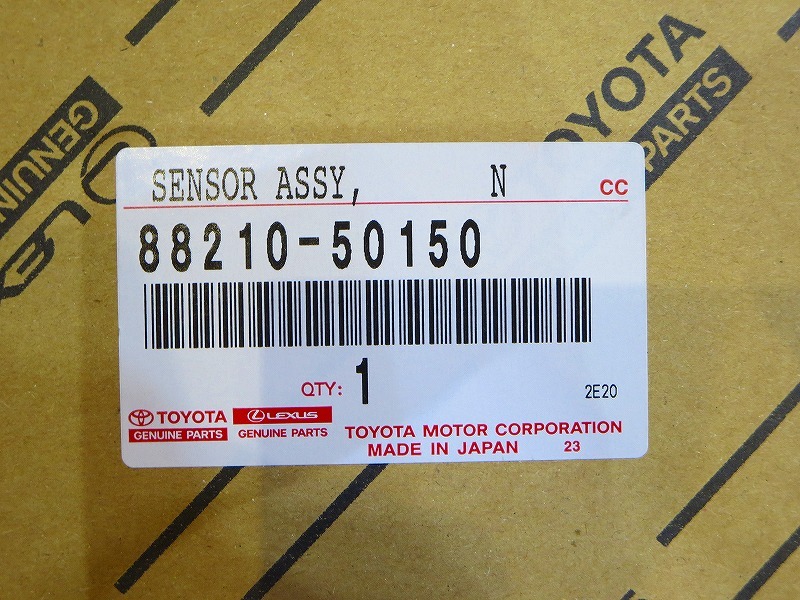 GENUINE
LE
TOYOTA
PARTS
SENSOR ASSY, N CC
88210-50150
QTY: 1
2E20
TOYOTA LEXUS
GENUINE PARTS GENUINE PARTS
TOYOTA MOTOR CORPORATION
MADE IN JAPAN 23